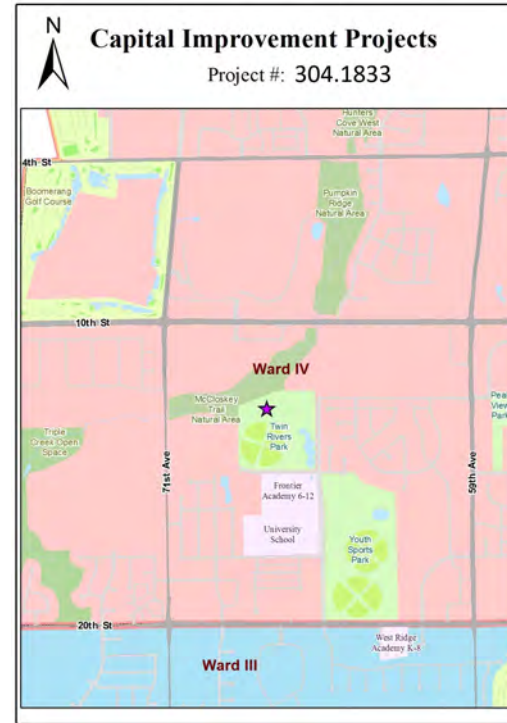 N
Capital Improvement Projects
Project #: 304.1833
Hunters
Cove West
Natural Area
4th St
Boomerang
Golf Course
Pumpkin
Ridge
Natural Area
10th St
Ward IV
McCloskey
Trail
Natural Area
Twin
Rivers
Park
Triple
Creek Open
Space
71st Ave
59th Ave
View
Park
Frontier
Academy 6-12
University
School
Youth
Sports
Park
20th St
Ward III
West Ridge
Academy K-8